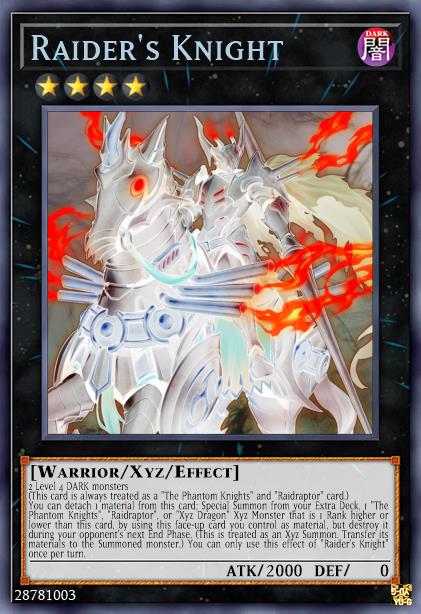 RAIDER'S KNIGHT
DARK
闇
[WARRIOR/XYZ/EFFECT]
2 Level 4 DARK monsters
(This card is always treated as a "The Phantom Knights" and "Raidraptor" card.)
You can detach 1 material from this card; Special Summon from your Extra Deck, 1 "The
Phantom Knights", "Raidraptor", or "Xyz Dragon" Xyz Monster that is 1 Rank higher or
lower than this card, by using this face-up card you control as material, but destroy it
during your opponent's next End Phase. (This is treated as an Xyz Summon. Transfer its
materials to the Summoned monster.) You can only use this effect of "Raider's Knight"
once per turn.
ATK/2000 DEF/ 0
28781003